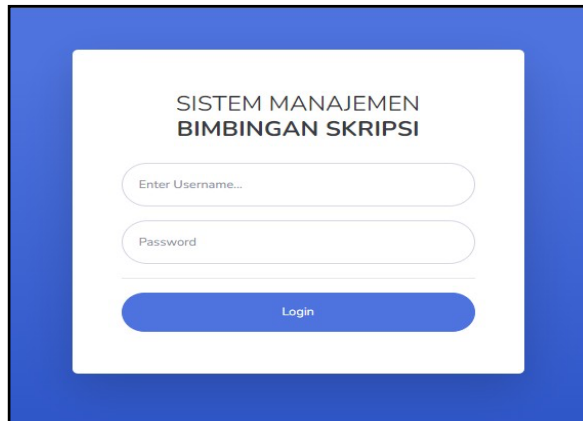 SISTEM MANAJEMEN
BIMBINGAN SKRIPSI
Enter Username...
Password
Login